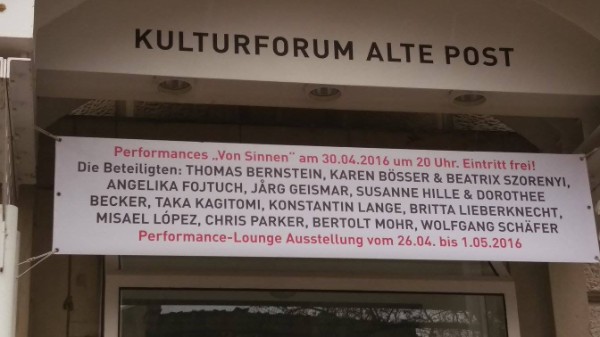 KULTURFORUM ALTE POST
Performances „Von Sinnen“ am 30.04.2016 um 20 Uhr. Eintritt frei!
Die Beteiligten: THOMAS BERNSTEIN, KAREN BÖSSER & BEATRIX SZORENYI,
ANGELIKA FOJTUCH, JÅRG GEISMAR, SUSANNE HILLE & DOROTHEE
BECKER, TAKA KAGITOMI, KONSTANTIN LANGE, BRITTA LIEBERKNECHT,
MISAEL LÓPEZ, CHRIS PARKER, BERTOLT MOHR, WOLFGANG SCHÄFER
Performance-Lounge Ausstellung vom 26.04. bis 1.05.2016